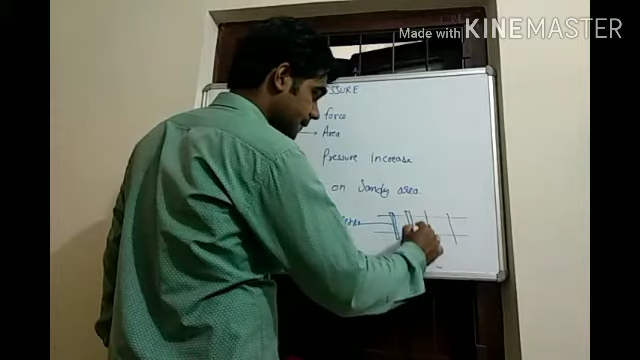 Made with KINEMASTER
SSURE
force
Area
Pressure Increase
on Sandy area.